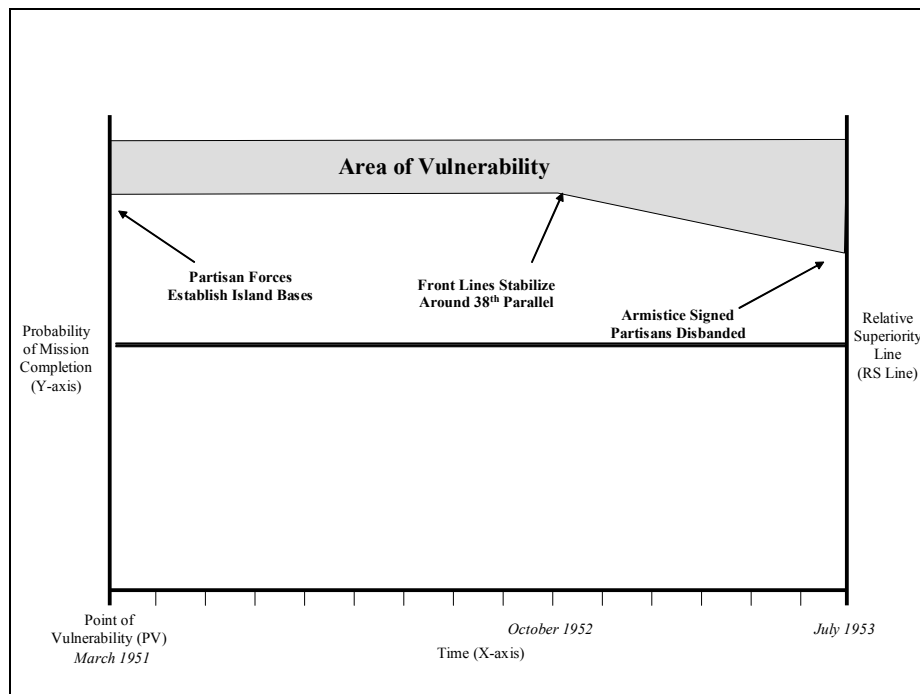 Area of Vulnerability
Partisan Forces
Establish Island Bases
Front Lines Stabilize
Around 38th Parallel
Armistice Signed
Partisans Disbanded
Probability
of Mission
Completion
(Y-axis)
Relative
Superiority
Line
(RS Line)
Point of
Vulnerability (PV)
March 1951
October 1952
July 1953
Time (X-axis)